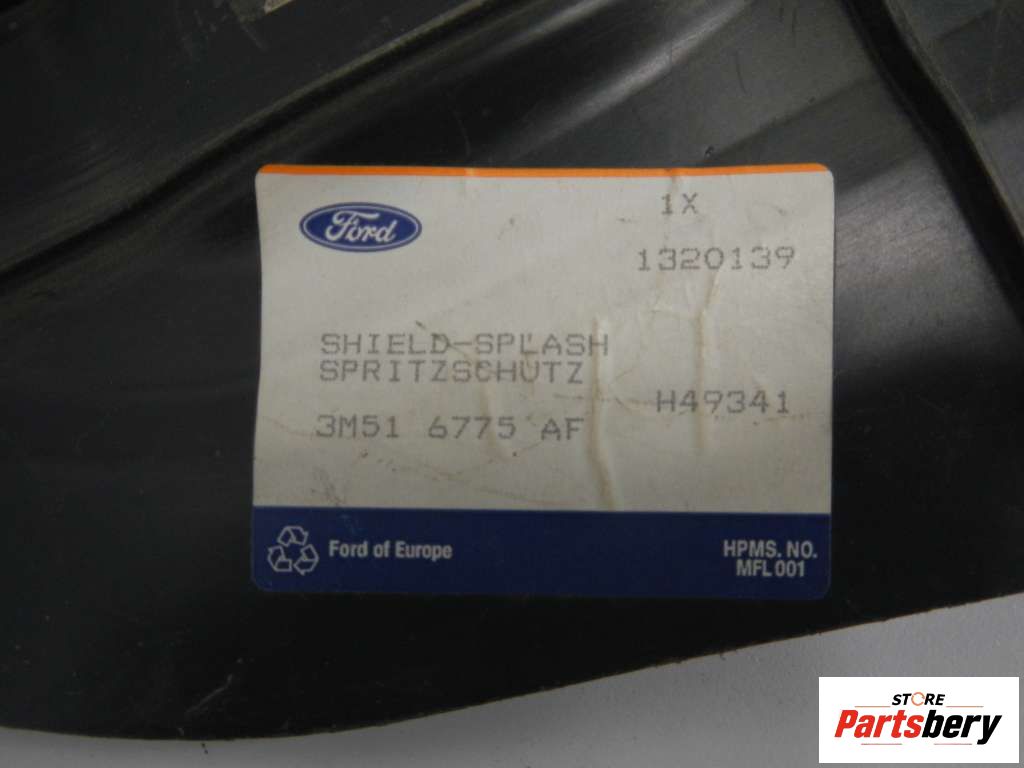 Ford
1X
1320139
SHIELD-SPLASH
SPRITZSCHUTZ
H49341
3M51 6775 AF
Ford of Europe
HPMS. NO.
MFL 001
STORE
Partsbery